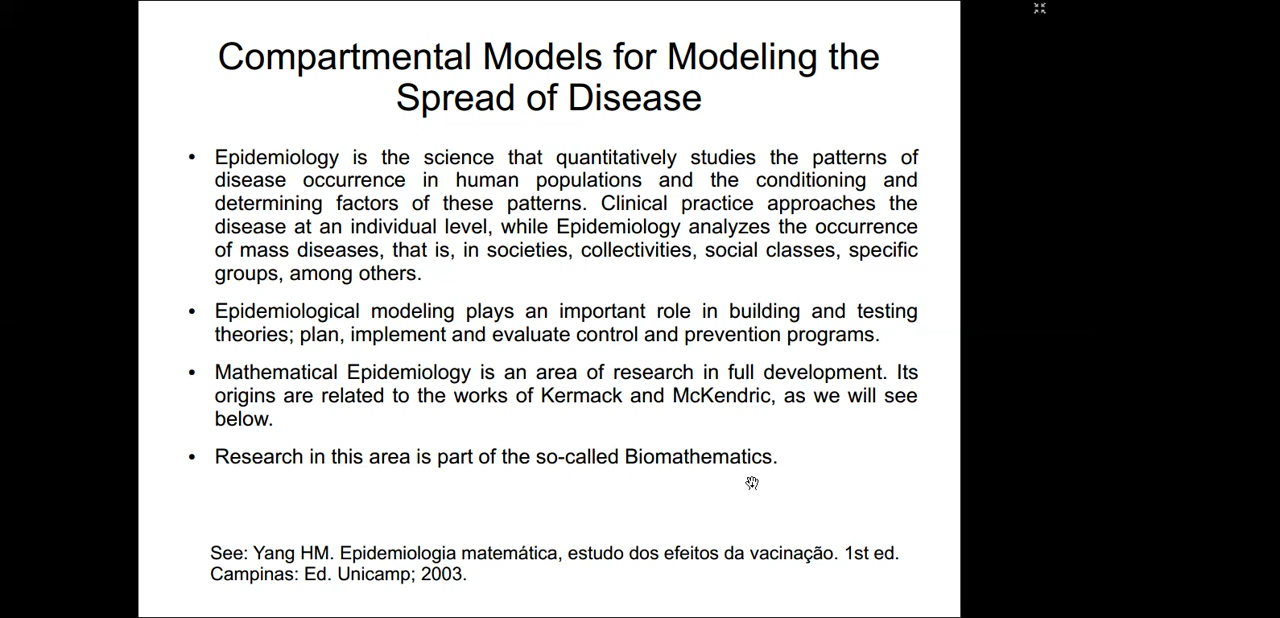 Compartmental Models for Modeling the
Spread of Disease
• Epidemiology is the science that quantitatively studies the patterns of
disease occurrence in human populations and the conditioning and
determining factors of these patterns. Clinical practice approaches the
disease at an individual level, while Epidemiology analyzes the occurrence
of mass diseases, that is, in societies, collectivities, social classes, specific
groups, among others.
• Epidemiological modeling plays an important role in building and testing
theories; plan, implement and evaluate control and prevention programs.
• Mathematical Epidemiology is an area of research in full development. Its
origins are related to the works of Kermack and McKendric, as we will see
below.
• Research in this area is part of the so-called Biomathematics.
See: Yang HM. Epidemiologia matemática, estudo dos efeitos da vacinação. 1st ed.
Campinas: Ed. Unicamp; 2003.